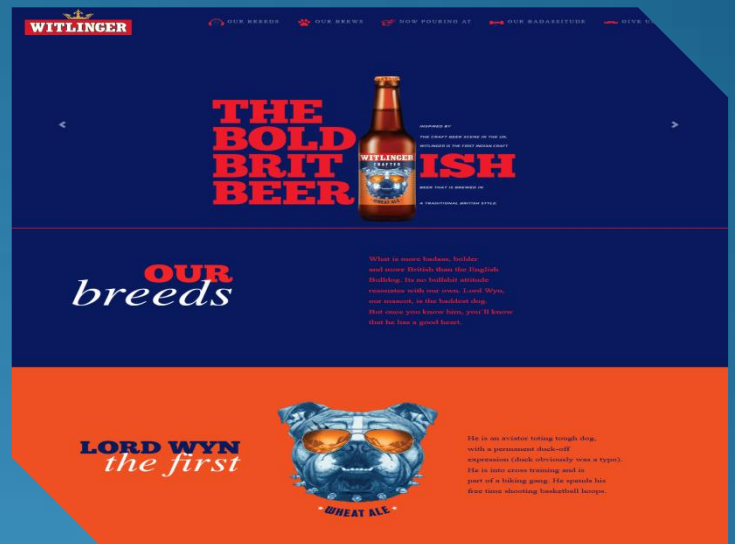 WITLINGER
OUR BREEDS OUR BREWS NOW POURING AT OUR BADASSITUDE GIVE U
THE
BOLD
BRIT ISH
BEER
WITLINGER
CRAFTED
WHEAT ALE
INSPIRED BY
THE CRAFT BEER SCENE IN THE US,
WITLINGER IS THE FIRST INDIAN CRAFT
BEER THAT IS BREWED IN
A TRADITIONAL BRITISH STYLE.
OUR
breeds
What is more badass, bolder
and more British than the English
Bulldog. Its no bullshit attitude
resonates with our own. Lord Wyn,
our mascot, is the baddest dog.
But once you know him, you'll know
that he has a good heart.
LORD WYN
the first
WHEAT ALE
He is an aviator toting tough dog,
with a permanent duck-off
expression (duck obviously was a typo).
He is into cross training and is
part of a biking gang. He spends his
free time shooting basketball hoops.